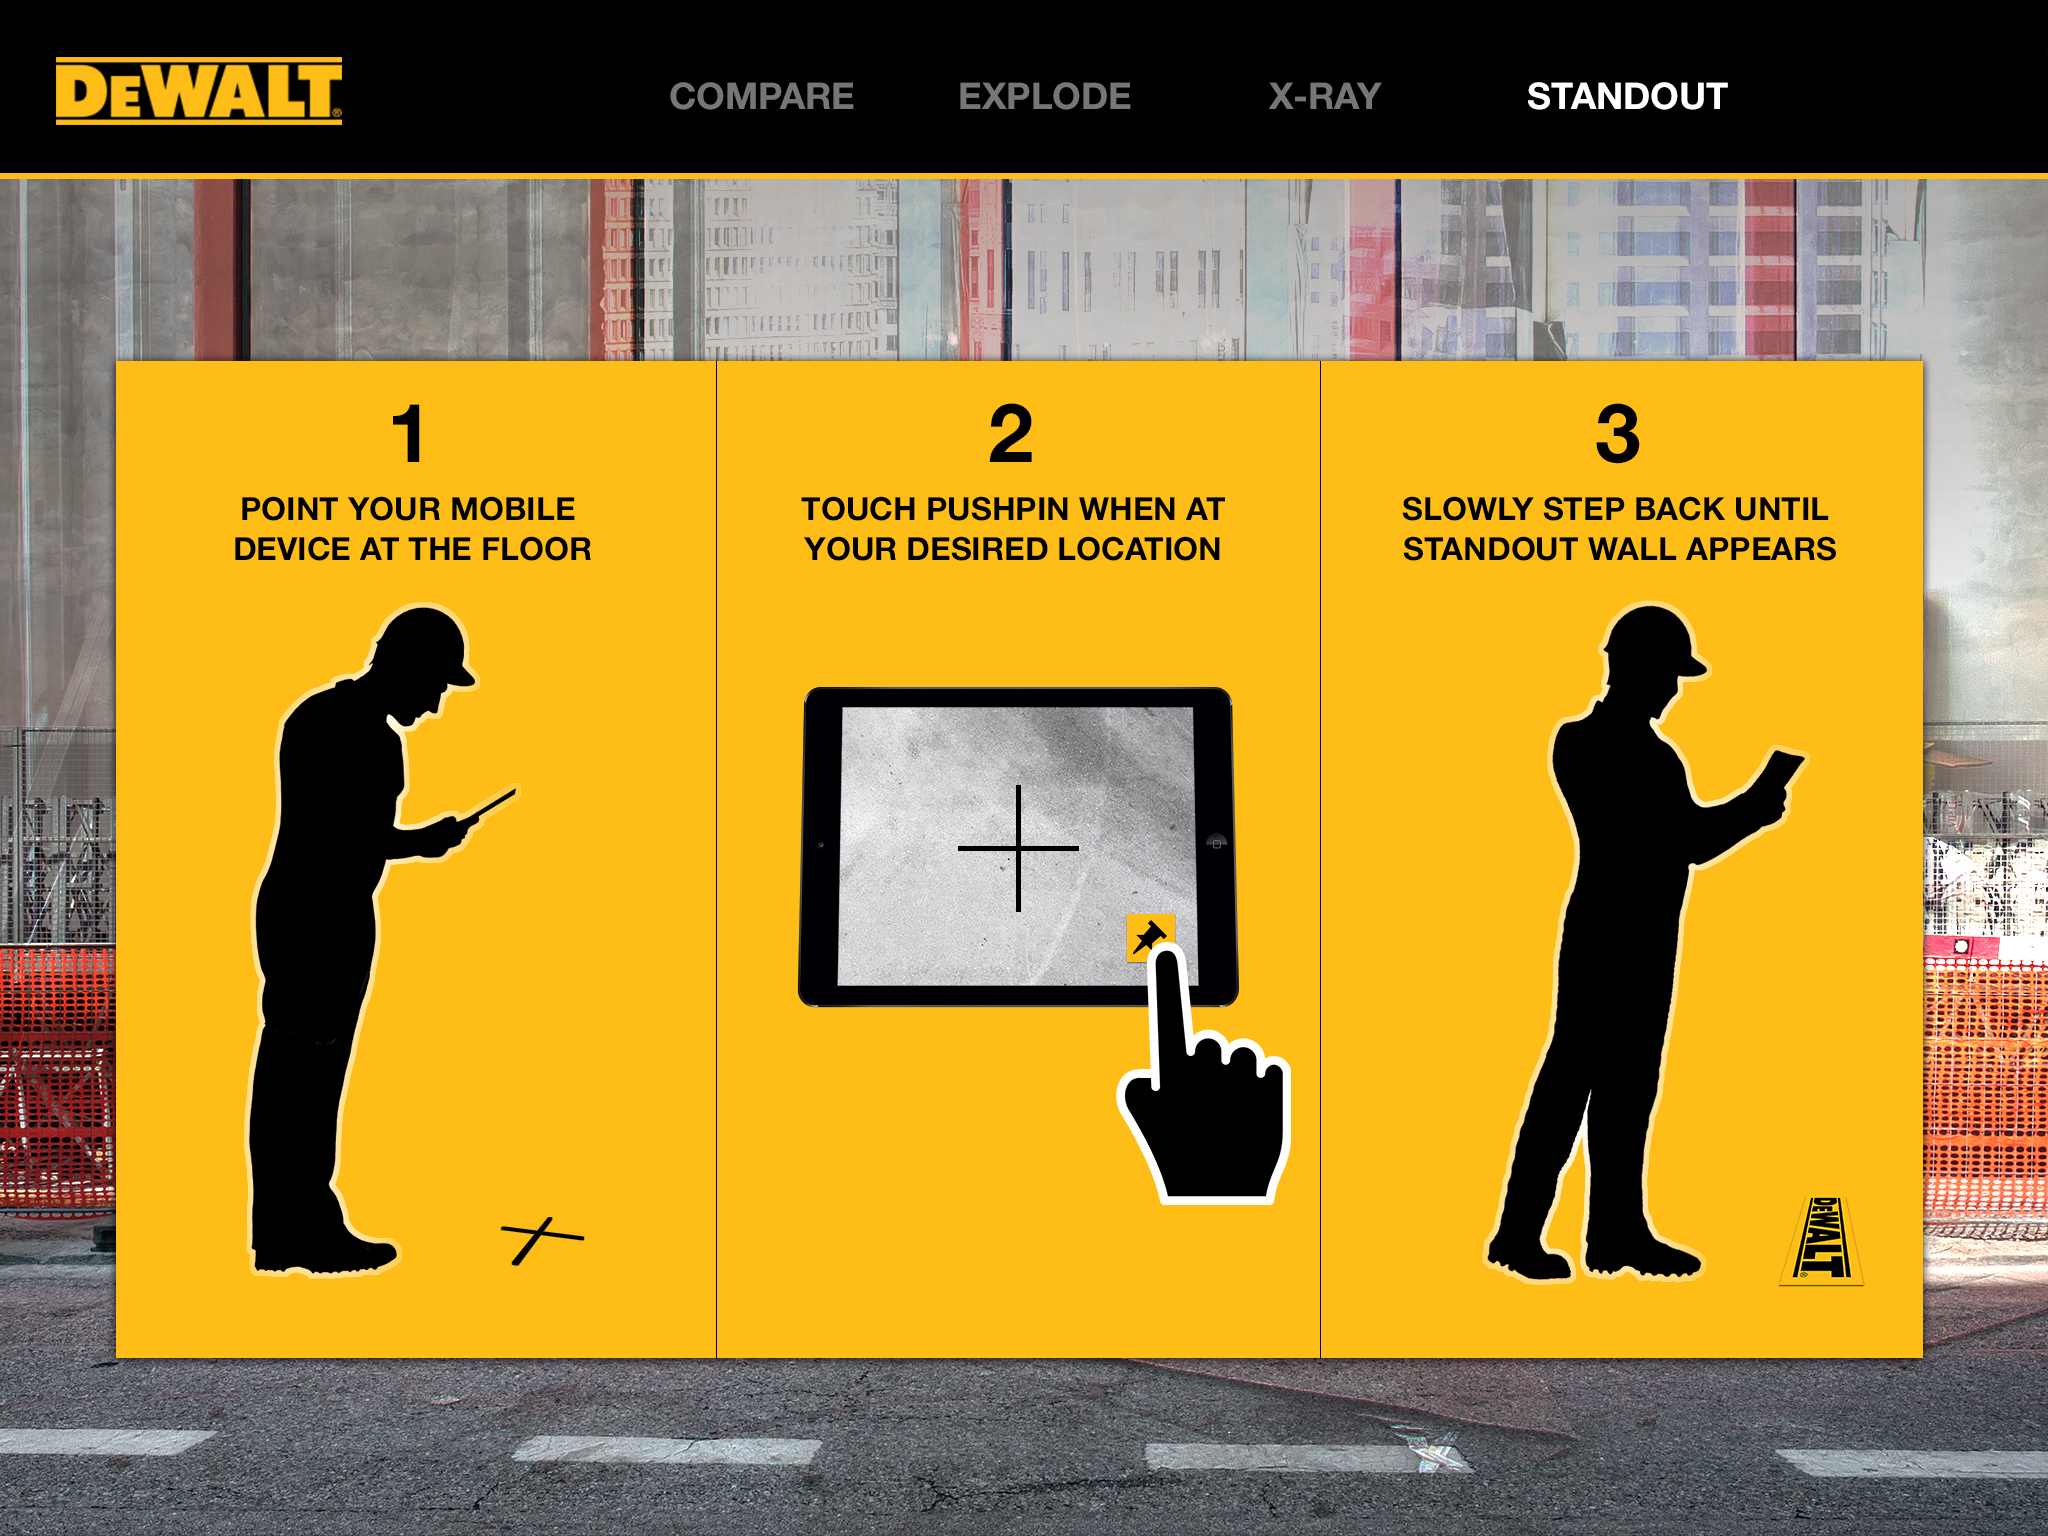 DEWALT®
COMPARE EXPLODE X-RAY STANDOUT
1
POINT YOUR MOBILE
DEVICE AT THE FLOOR
2
TOUCH PUSHPIN WHEN AT
YOUR DESIRED LOCATION
3
SLOWLY STEP BACK UNTIL
STANDOUT WALL APPEARS
DEWALT®